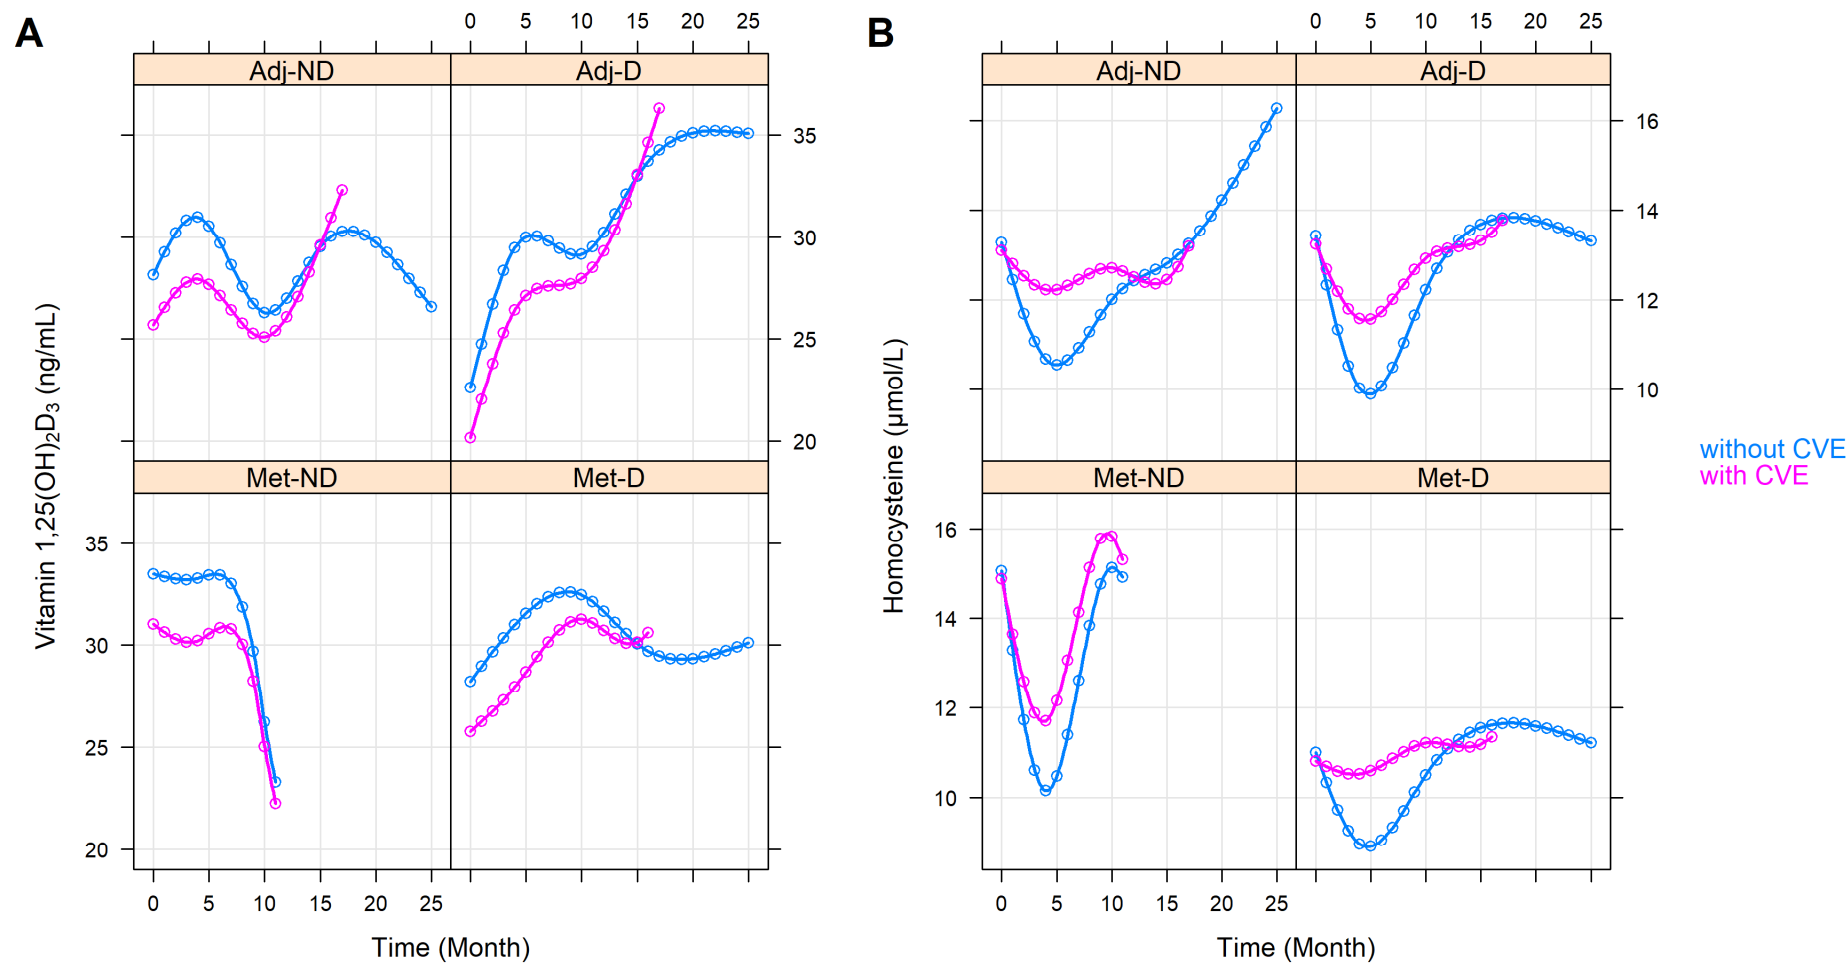 A
0 5 10 15 20 25
Adj-ND Adj-D
35
30
25
20
Met-ND Met-D
35
30
25
20
0 5 10 15 20 25
Time (Month)
Vitamin 1,25(OH)₂D₃ (ng/mL)
B
0 5 10 15 20 25
Adj-ND Adj-D
16
14
12
10
Met-ND Met-D
16
14
12
10
0 5 10 15 20 25
Time (Month)
Homocysteine (µmol/L)
without CVE
with CVE